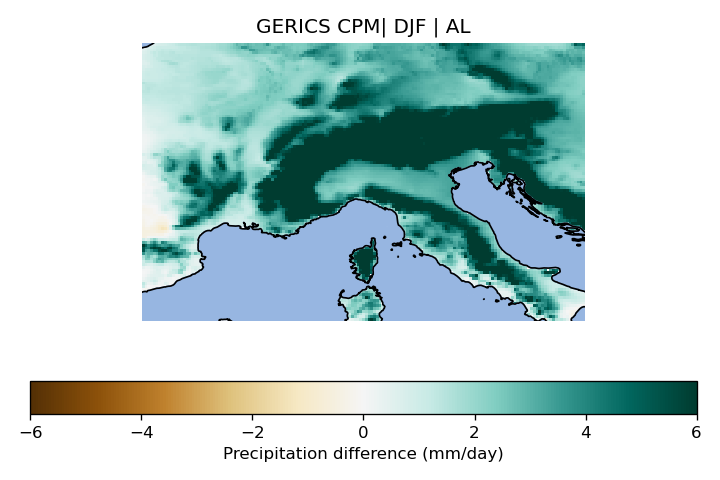 GERICS CPM| DJF | AL
−6 −4 −2 0 2 4 6
Precipitation difference (mm/day)